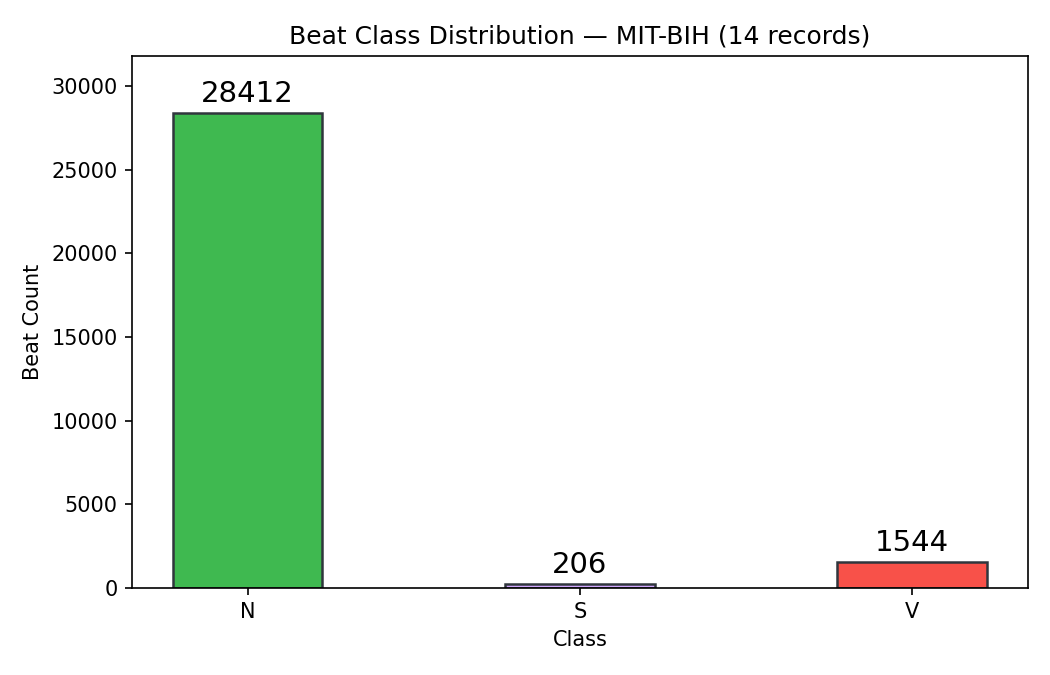 Beat Class Distribution — MIT-BIH (14 records)
Beat Count
30000
25000
20000
15000
10000
5000
0
28412
206
1544
N S V
Class